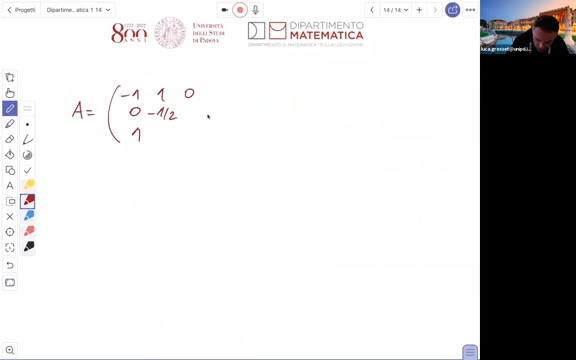 Progetti
Dipartime...atica 1 14
14 / 14
1222-2022
800
ANNI
UNIVERSITÀ
DEGLI STUDI
DI PADOVA
DIPARTIMENTO
MATEMATICA
DIPARTIMENTO DI MATEMATICA "TULLIO LEVI-CIVITA"
luca.grosset@unipd.i...
A = ( -1 1 0
0 -1/2
1